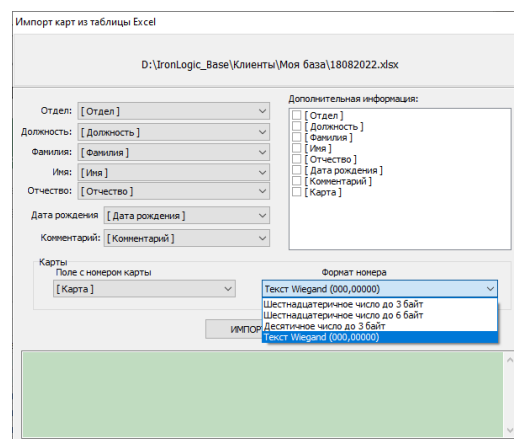 Импорт карт из таблицы Excel
D:\IronLogic_Base\Клиенты\Моя база\18082022.xlsx
Дополнительная информация:
Отдел: [ Отдел ]
Должность: [ Должность ]
Фамилия: [ Фамилия ]
Имя: [ Имя ]
Отчество: [ Отчество ]
Дата рождения [ Дата рождения ]
Комментарий: [ Комментарий ]
[ Отдел ]
[ Должность ]
[ Фамилия ]
[ Имя ]
[ Отчество ]
[ Дата рождения ]
[ Комментарий ]
[ Карта ]
Карты
Поле с номером карты
[ Карта ]
Формат номера
Текст Wiegand (000,00000)
Шестнадцатеричное число до 3 байт
Шестнадцатеричное число до 6 байт
Десятичное число до 3 байт
Текст Wiegand (000,00000)
ИМПОР